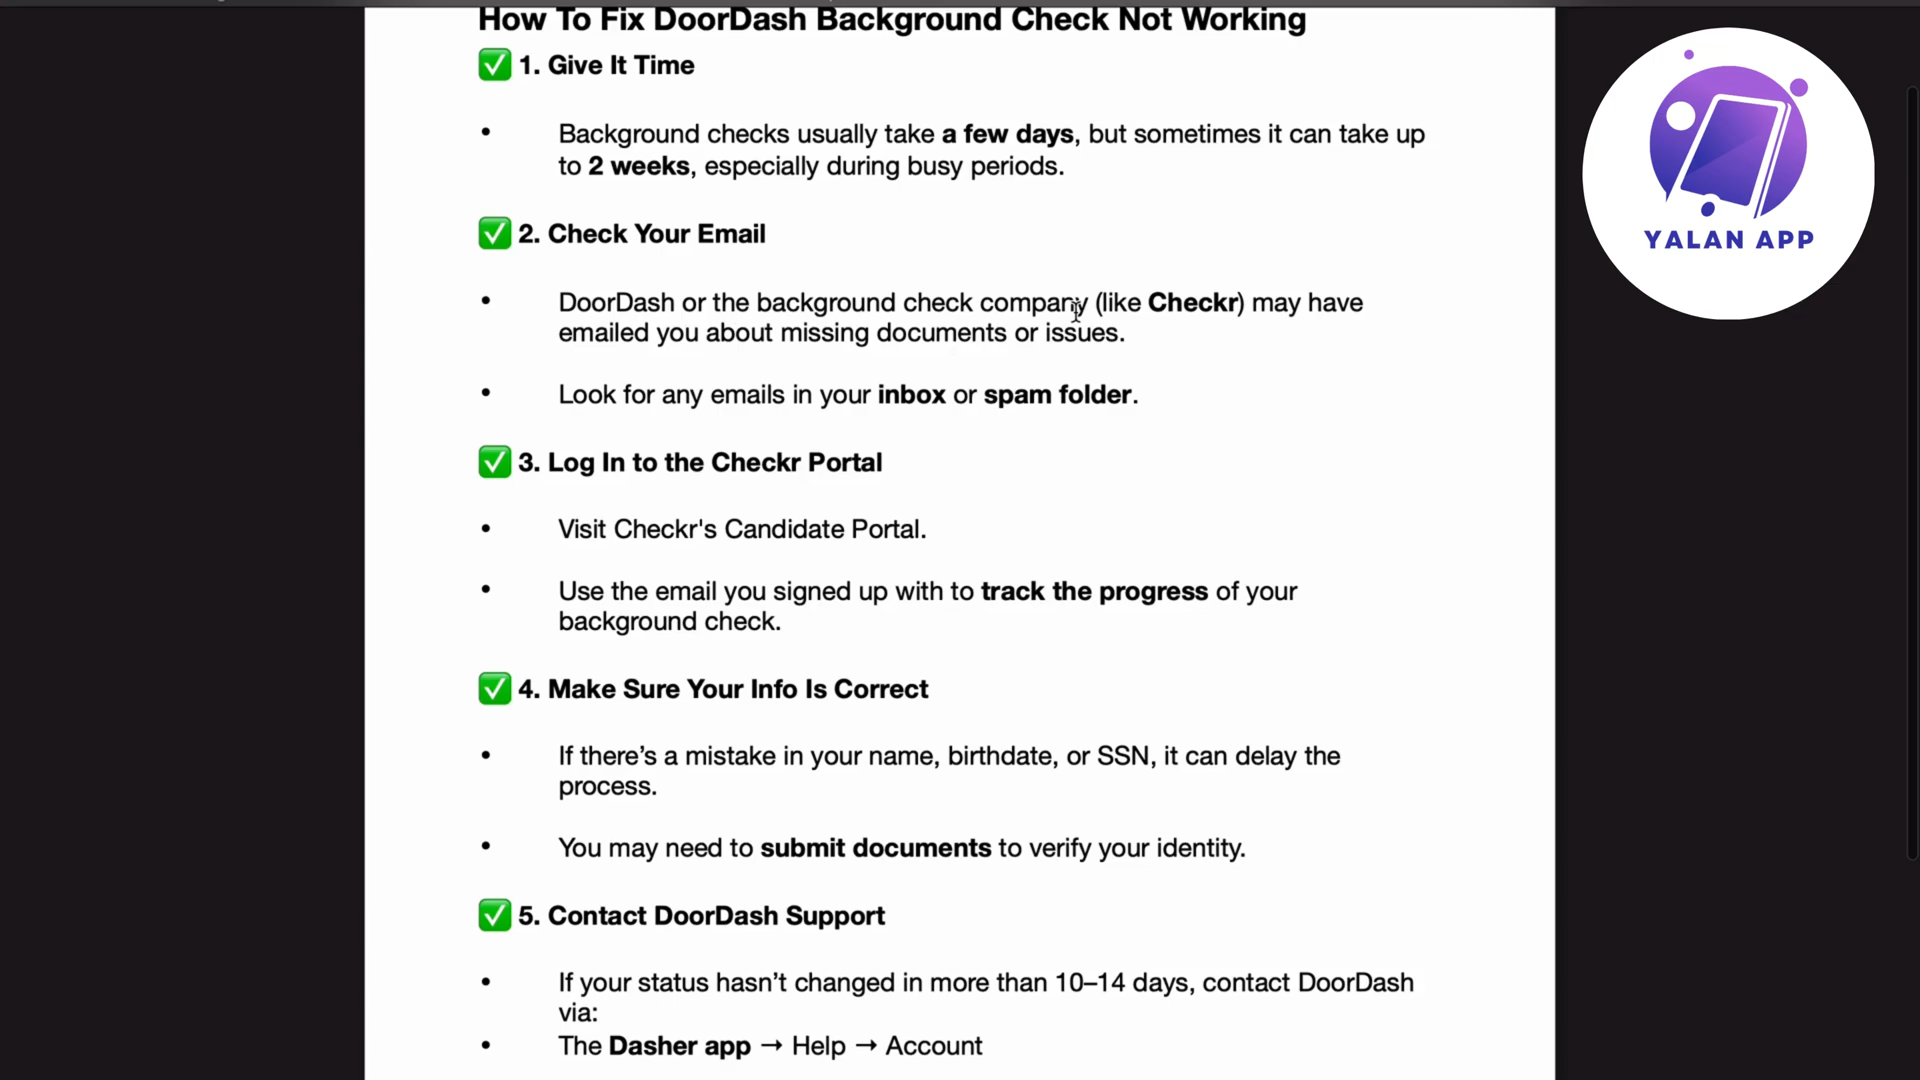 How To Fix DoorDash Background Check Not Working
✅ 1. Give It Time
• Background checks usually take a few days, but sometimes it can take up
to 2 weeks, especially during busy periods.
✅ 2. Check Your Email
• DoorDash or the background check company (like Checkr) may have
emailed you about missing documents or issues.
• Look for any emails in your inbox or spam folder.
✅ 3. Log In to the Checkr Portal
• Visit Checkr's Candidate Portal.
• Use the email you signed up with to track the progress of your
background check.
✅ 4. Make Sure Your Info Is Correct
• If there’s a mistake in your name, birthdate, or SSN, it can delay the
process.
• You may need to submit documents to verify your identity.
✅ 5. Contact DoorDash Support
• If your status hasn’t changed in more than 10–14 days, contact DoorDash
via:
• The Dasher app → Help → Account
YALAN APP